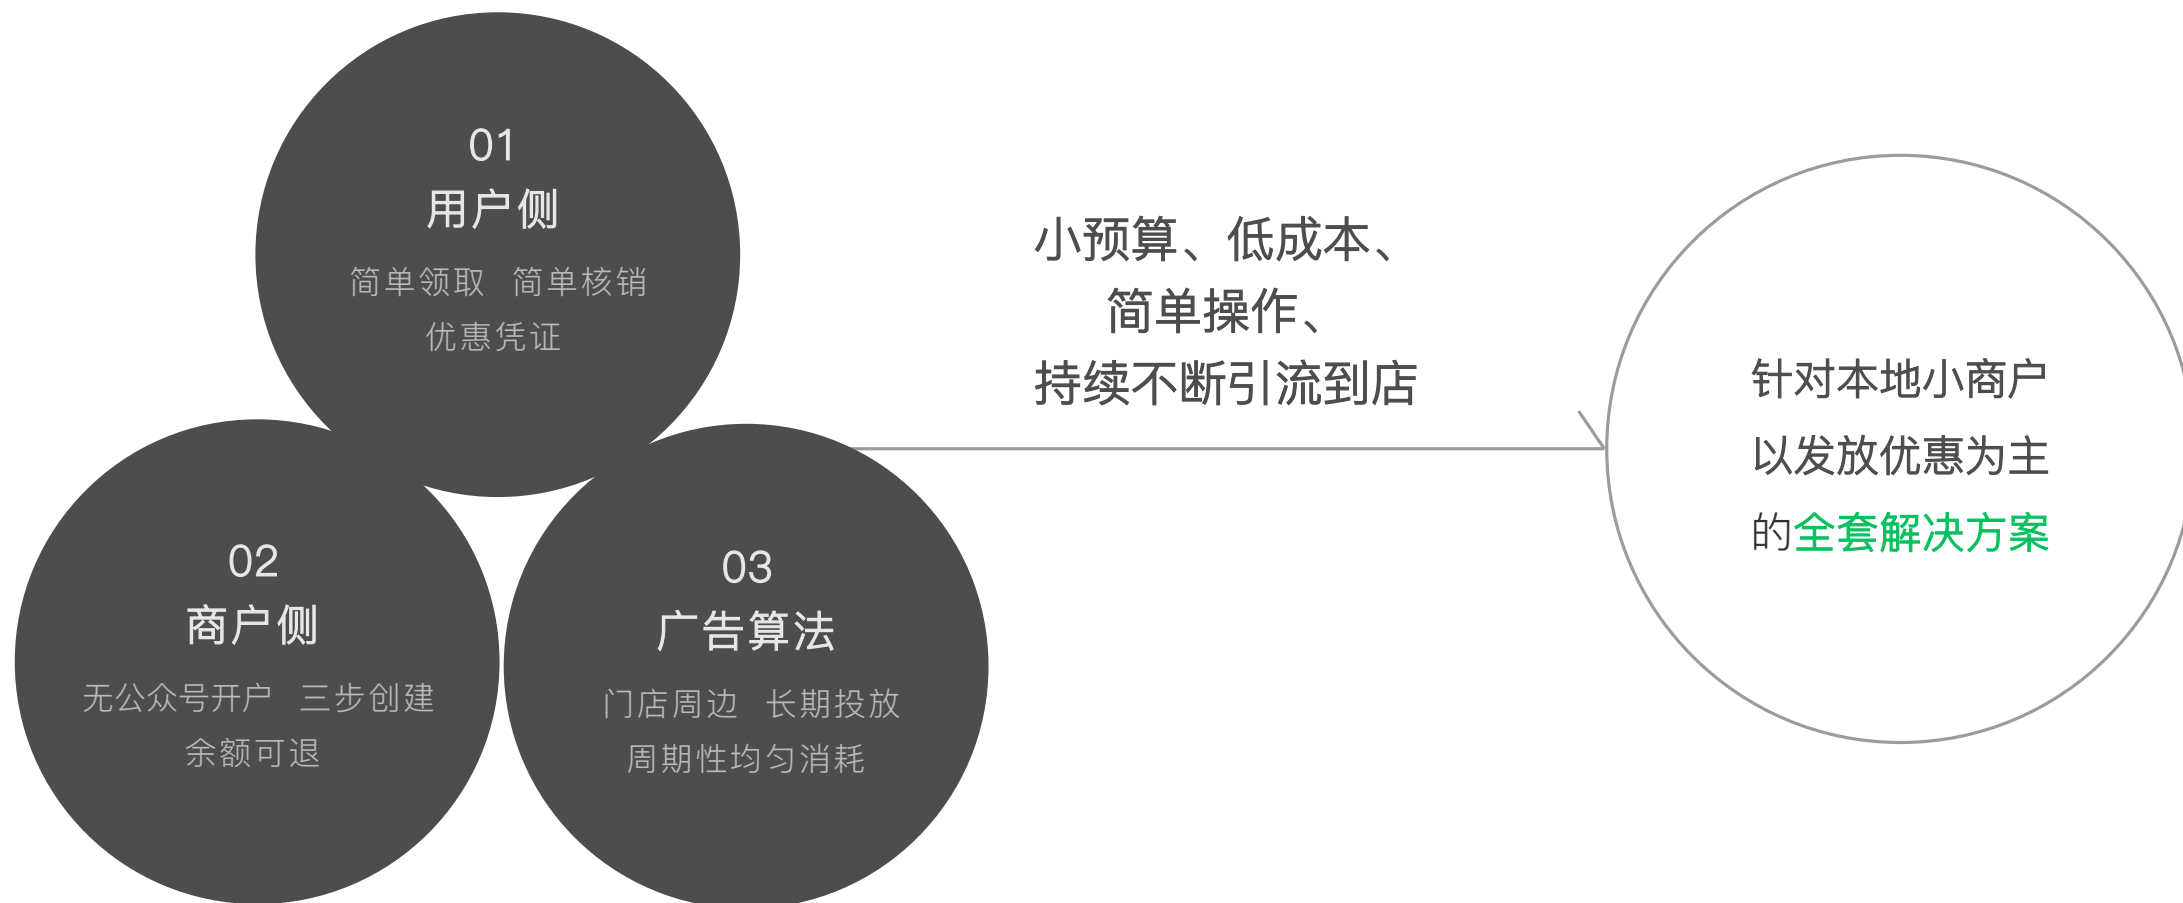 01
用户侧
简单领取 简单核销
优惠凭证
02
商户侧
无公众号开户 三步创建
余额可退
03
广告算法
门店周边 长期投放
周期性均匀消耗
小预算、低成本、
简单操作、
持续不断引流到店
针对本地小商户
以发放优惠为主
的全套解决方案